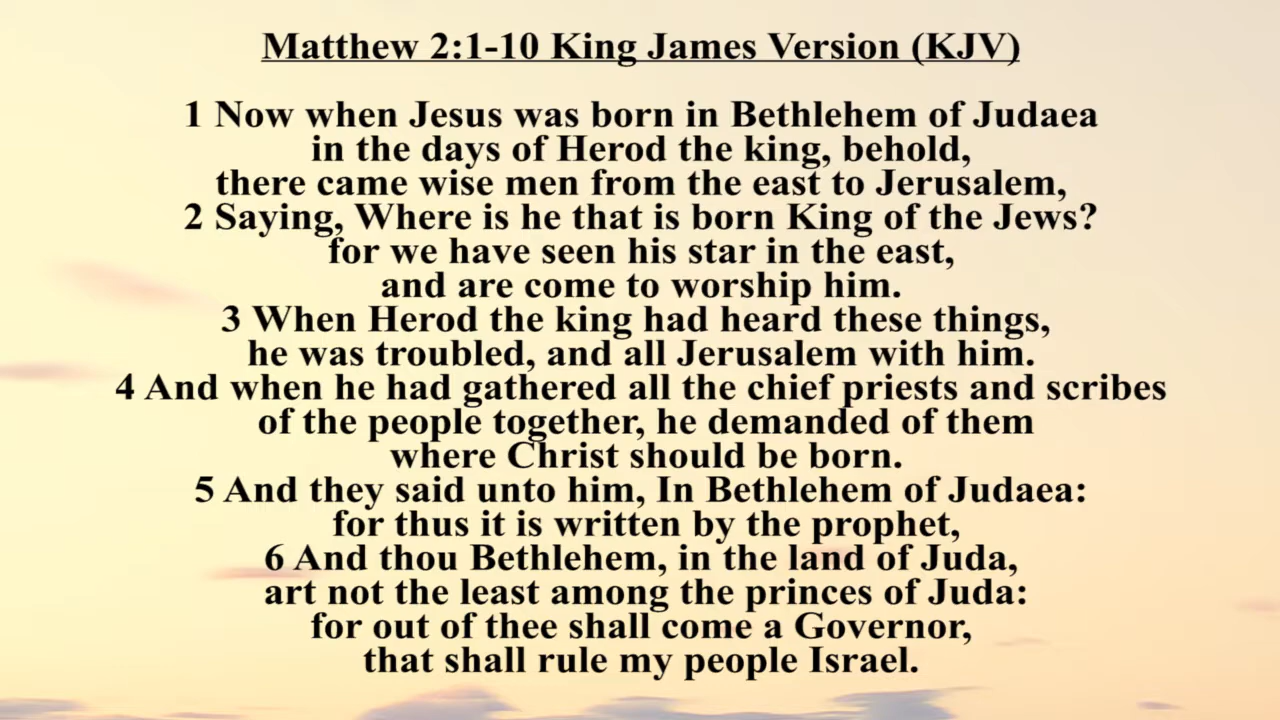 Matthew 2:1-10 King James Version (KJV)
1 Now when Jesus was born in Bethlehem of Judaea
in the days of Herod the king, behold,
there came wise men from the east to Jerusalem,
2 Saying, Where is he that is born King of the Jews?
for we have seen his star in the east,
and are come to worship him.
3 When Herod the king had heard these things,
he was troubled, and all Jerusalem with him.
4 And when he had gathered all the chief priests and scribes
of the people together, he demanded of them
where Christ should be born.
5 And they said unto him, In Bethlehem of Judaea:
for thus it is written by the prophet,
6 And thou Bethlehem, in the land of Juda,
art not the least among the princes of Juda:
for out of thee shall come a Governor,
that shall rule my people Israel.